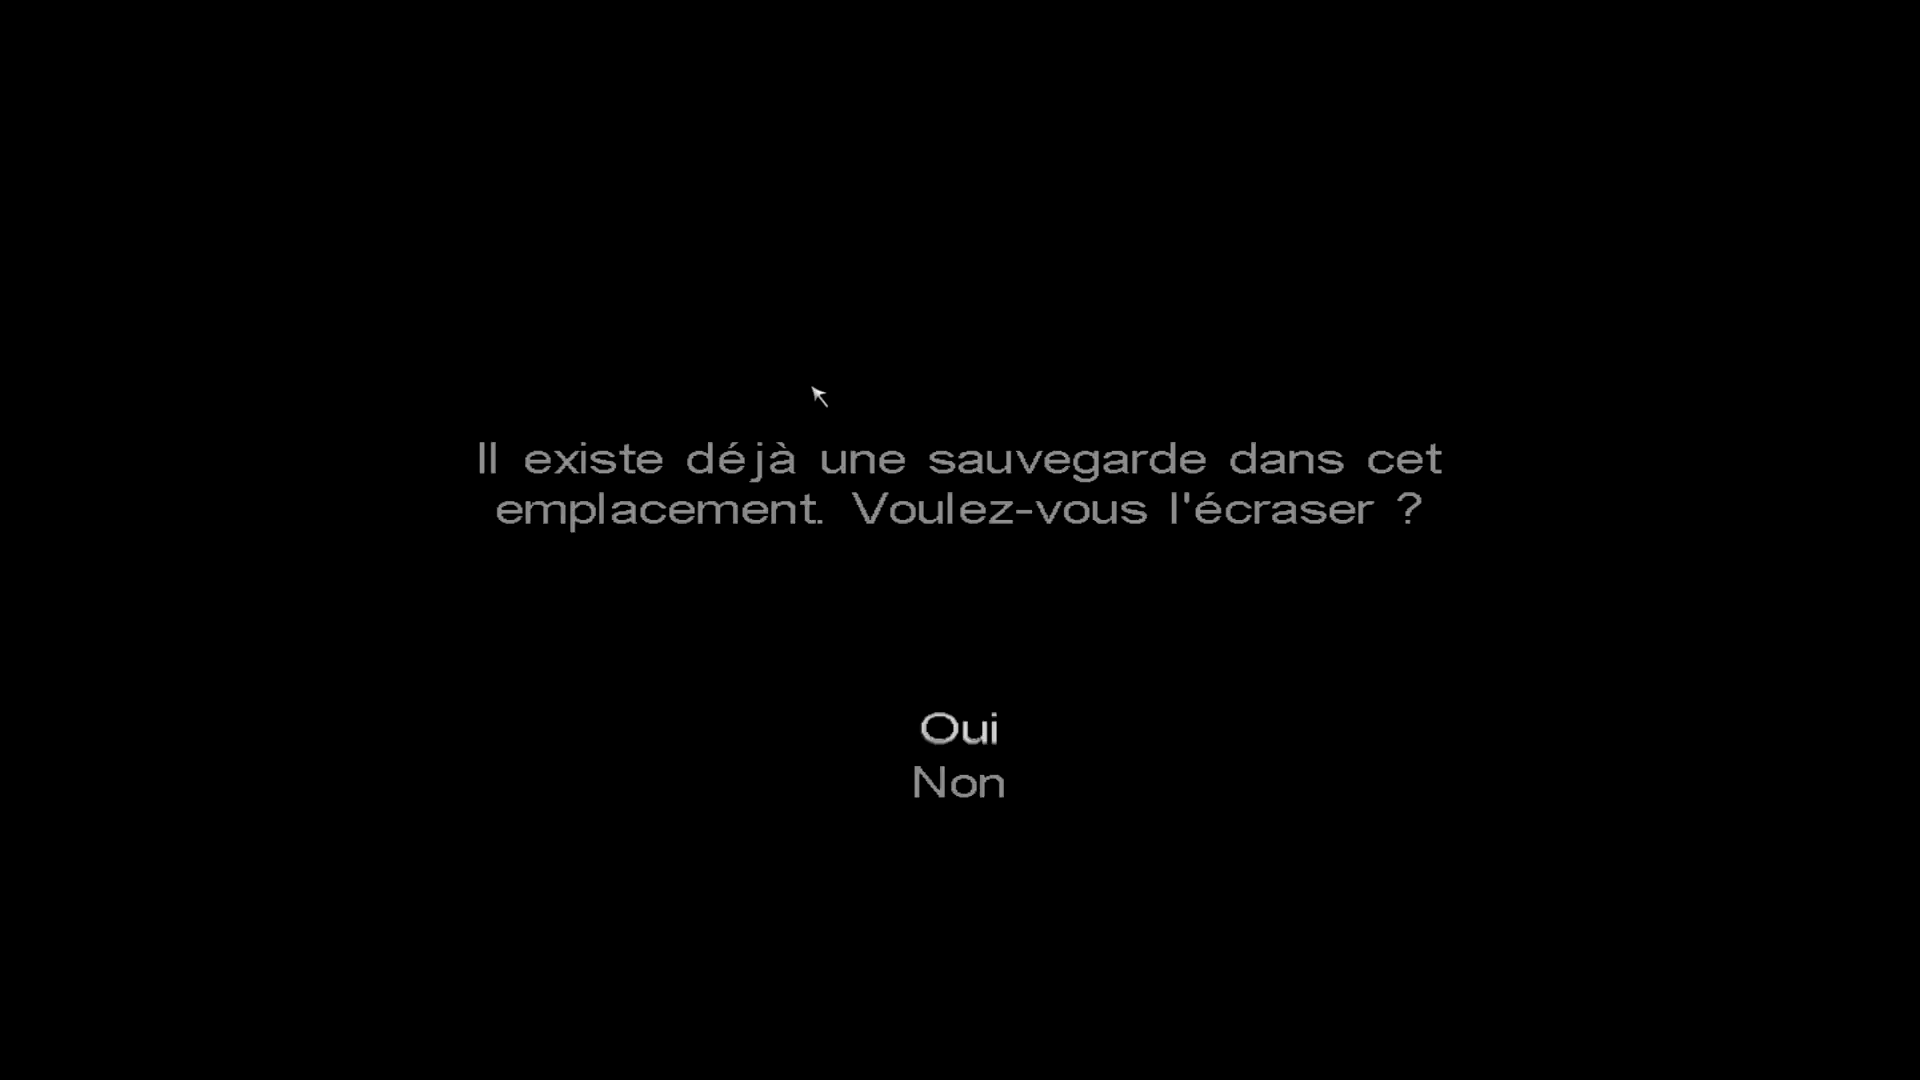 Il existe déjà une sauvegarde dans cet
emplacement. Voulez-vous l'écraser ?
Oui
Non